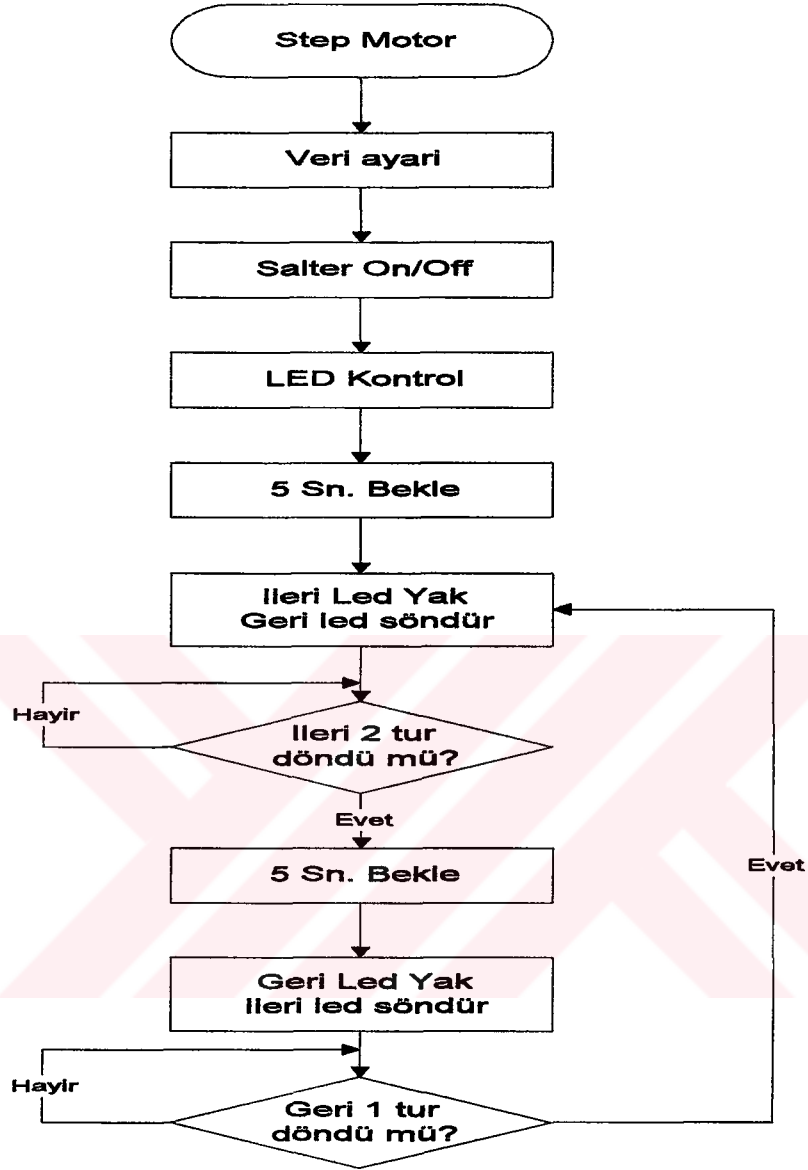 Step Motor
Veri ayari
Salter On/Off
LED Kontrol
5 Sn. Bekle
Ileri Led Yak
Geri led söndür
Hayir
Ileri 2 tur
döndü mü?
Evet
5 Sn. Bekle
Evet
Geri Led Yak
Ileri led söndür
Hayir
Geri 1 tur
döndü mü?